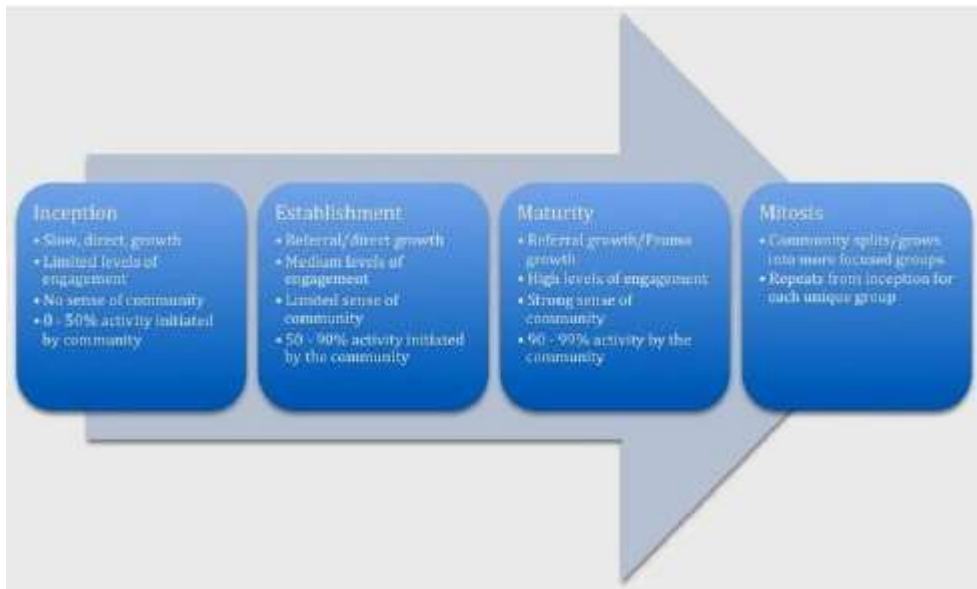 Inception
• Slow, direct, growth
• Limited levels of
engagement
• No sense of community
• 0 - 50% activity initiated
by community
Establishment
• Referral/direct growth
• Medium levels of
engagement
• Limited sense of
community
• 50 - 90% activity initiated
by the community
Maturity
• Referral growth/Promo
growth
• High levels of engagement
• Strong sense of
community
• 90 - 99% activity by the
community
Mitosis
• Community splits/grows
into more focused groups
• Repeats from inception for
each unique group